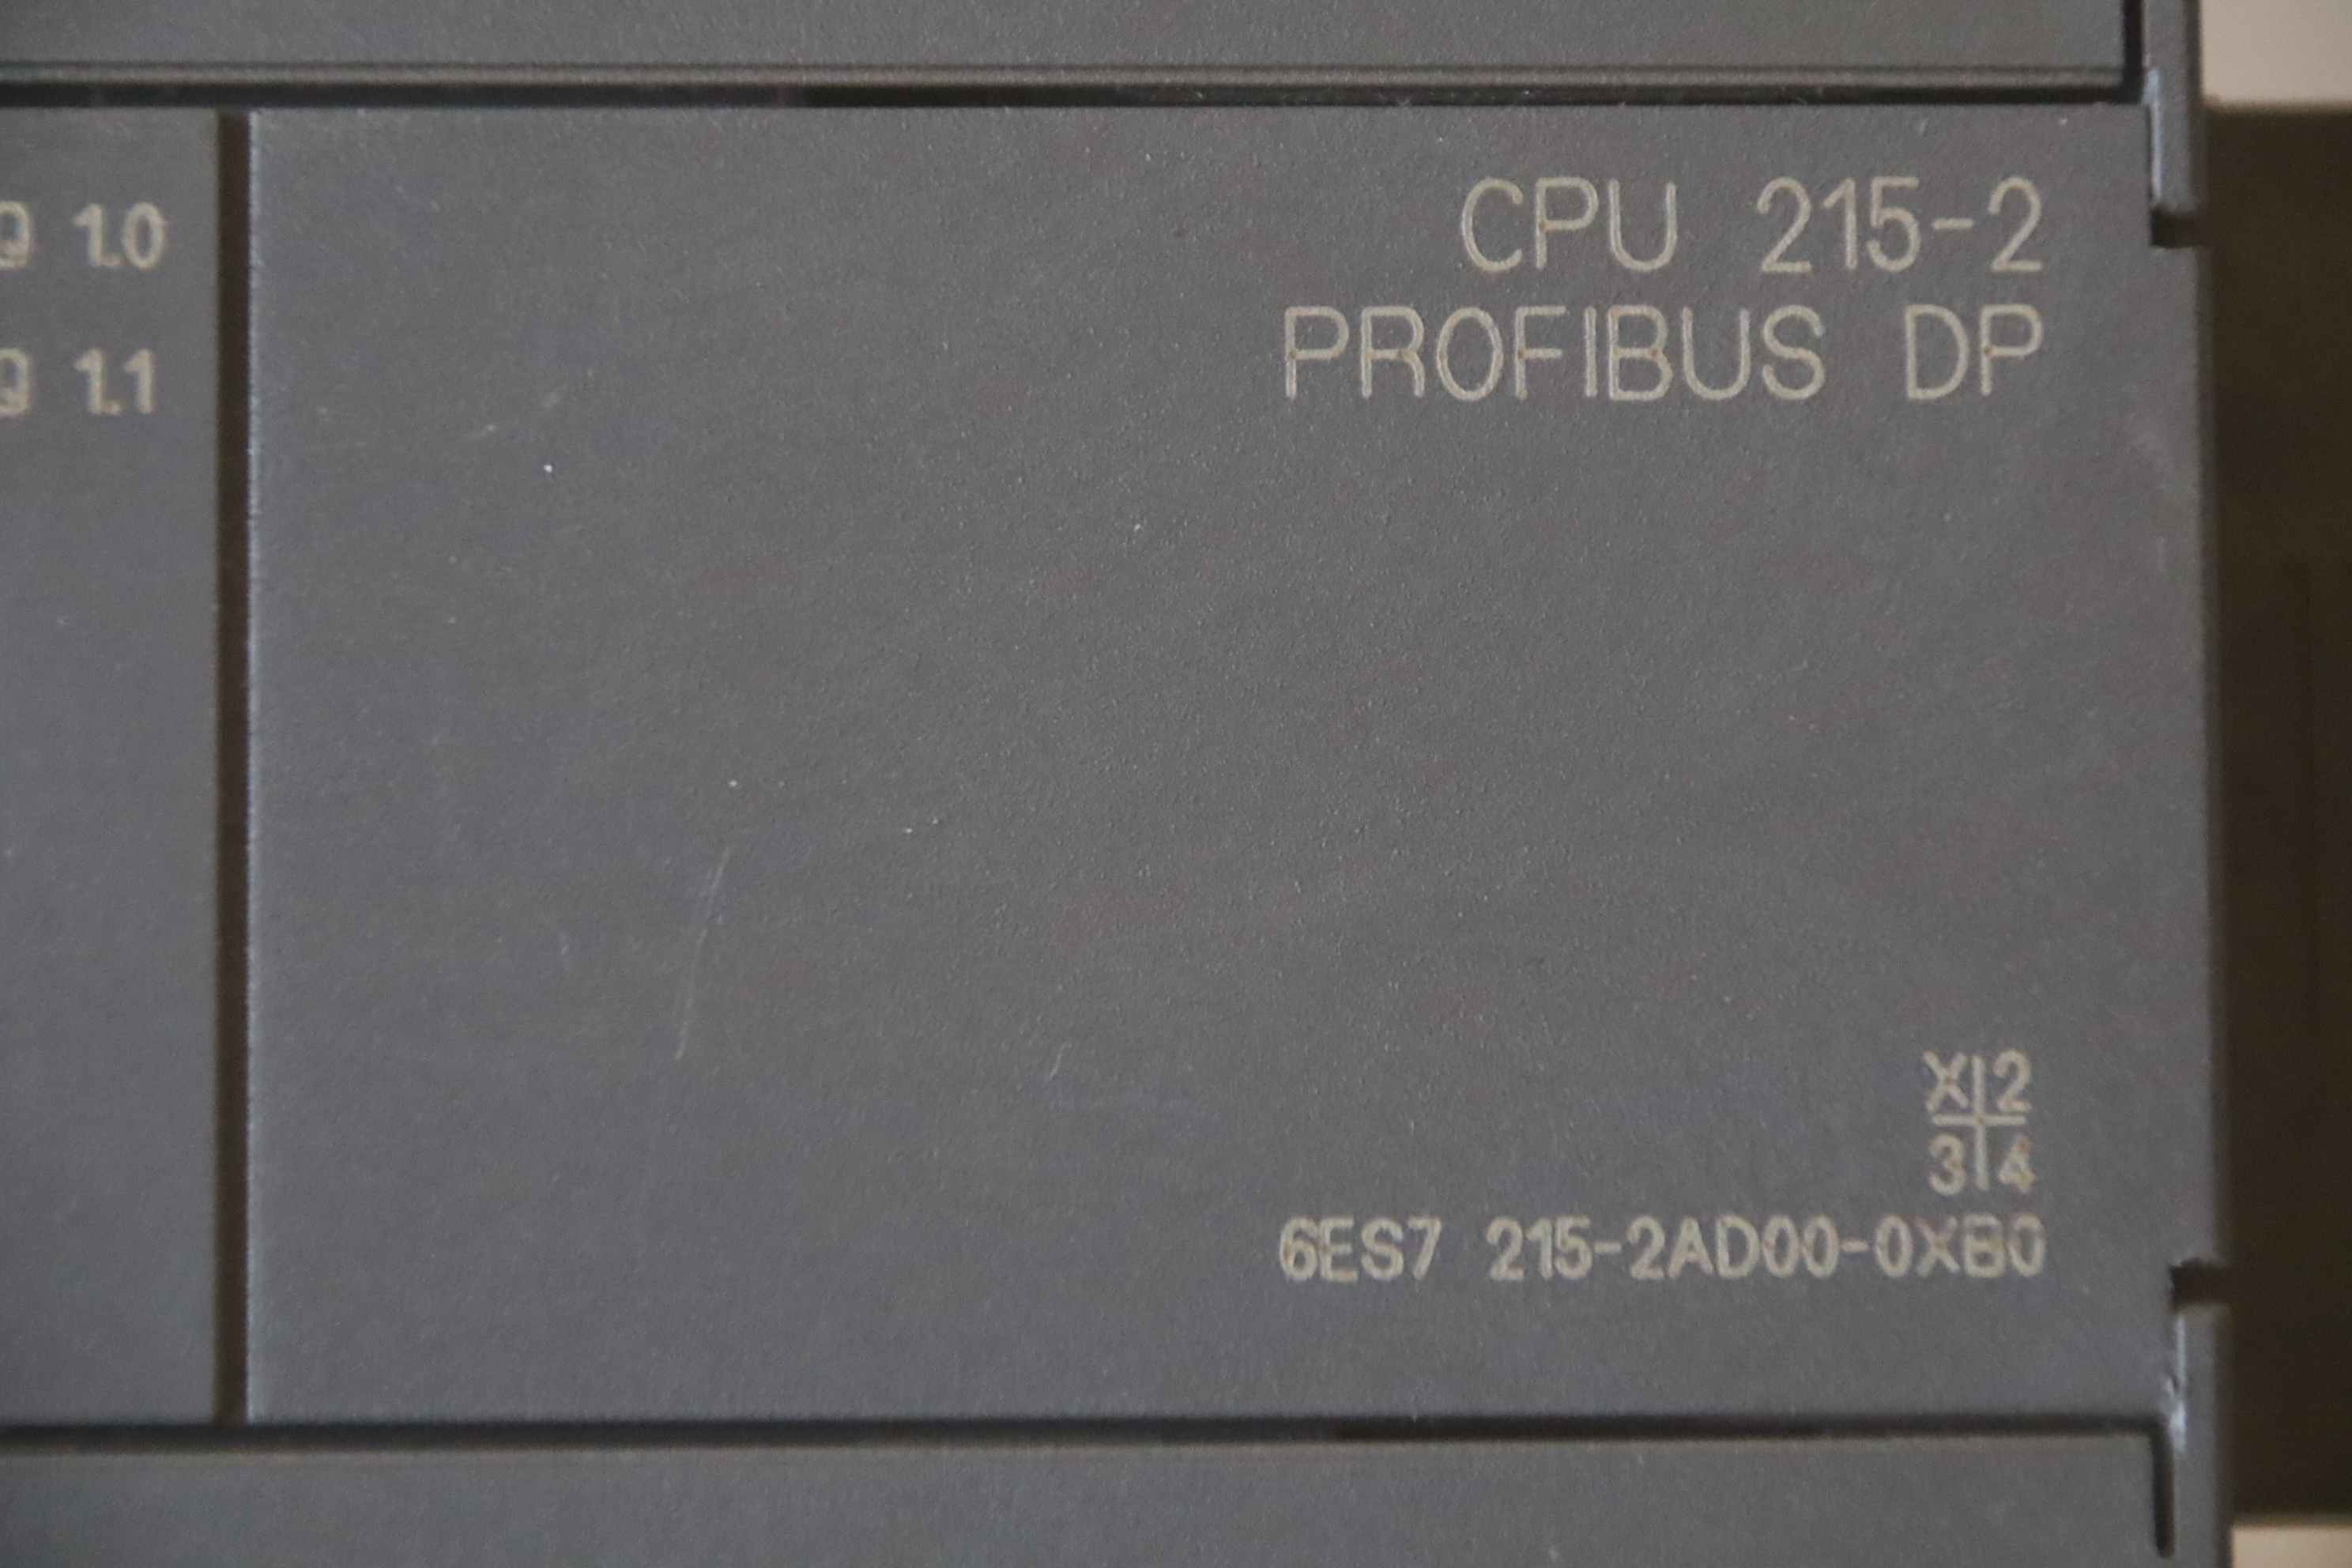 Q 1.0
Q 1.1
CPU 215-2
PROFIBUS DP
X 2
3 4
6ES7 215-2AD00-0XB0